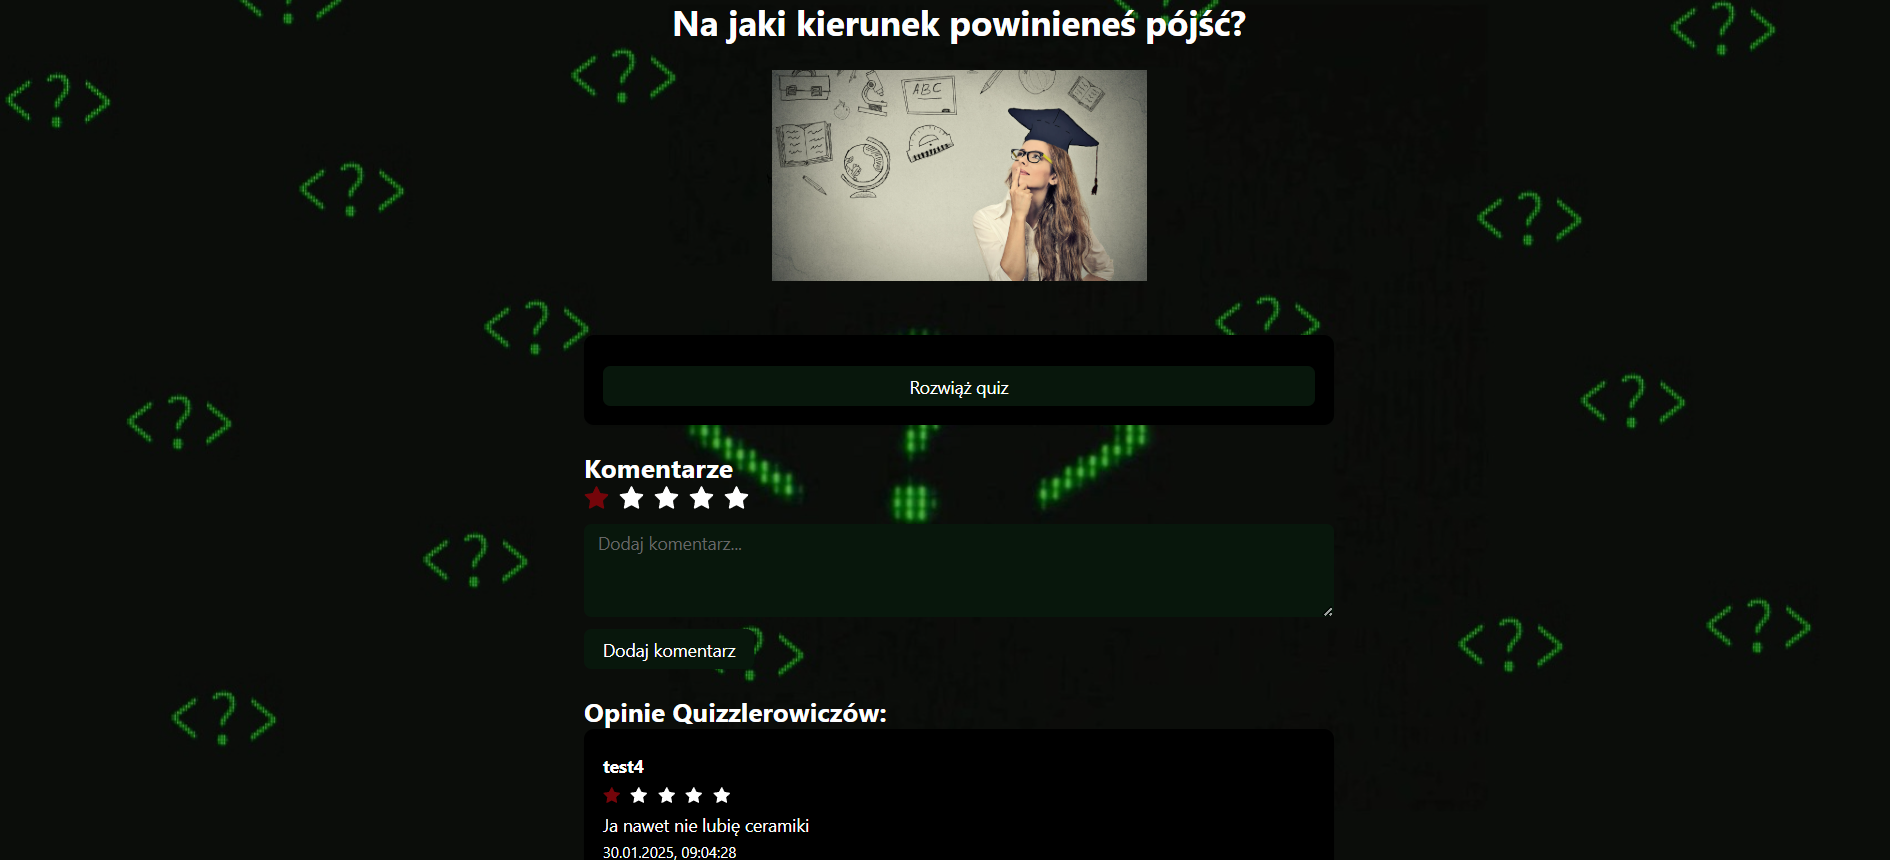 Na jaki kierunek powinieneś pójść?
ABC
Rozwiąż quiz
Komentarze
Dodaj komentarz...
Dodaj komentarz
Opinie Quizzlerowiczów:
test4
Ja nawet nie lubię ceramiki
30.01.2025, 09:04:28